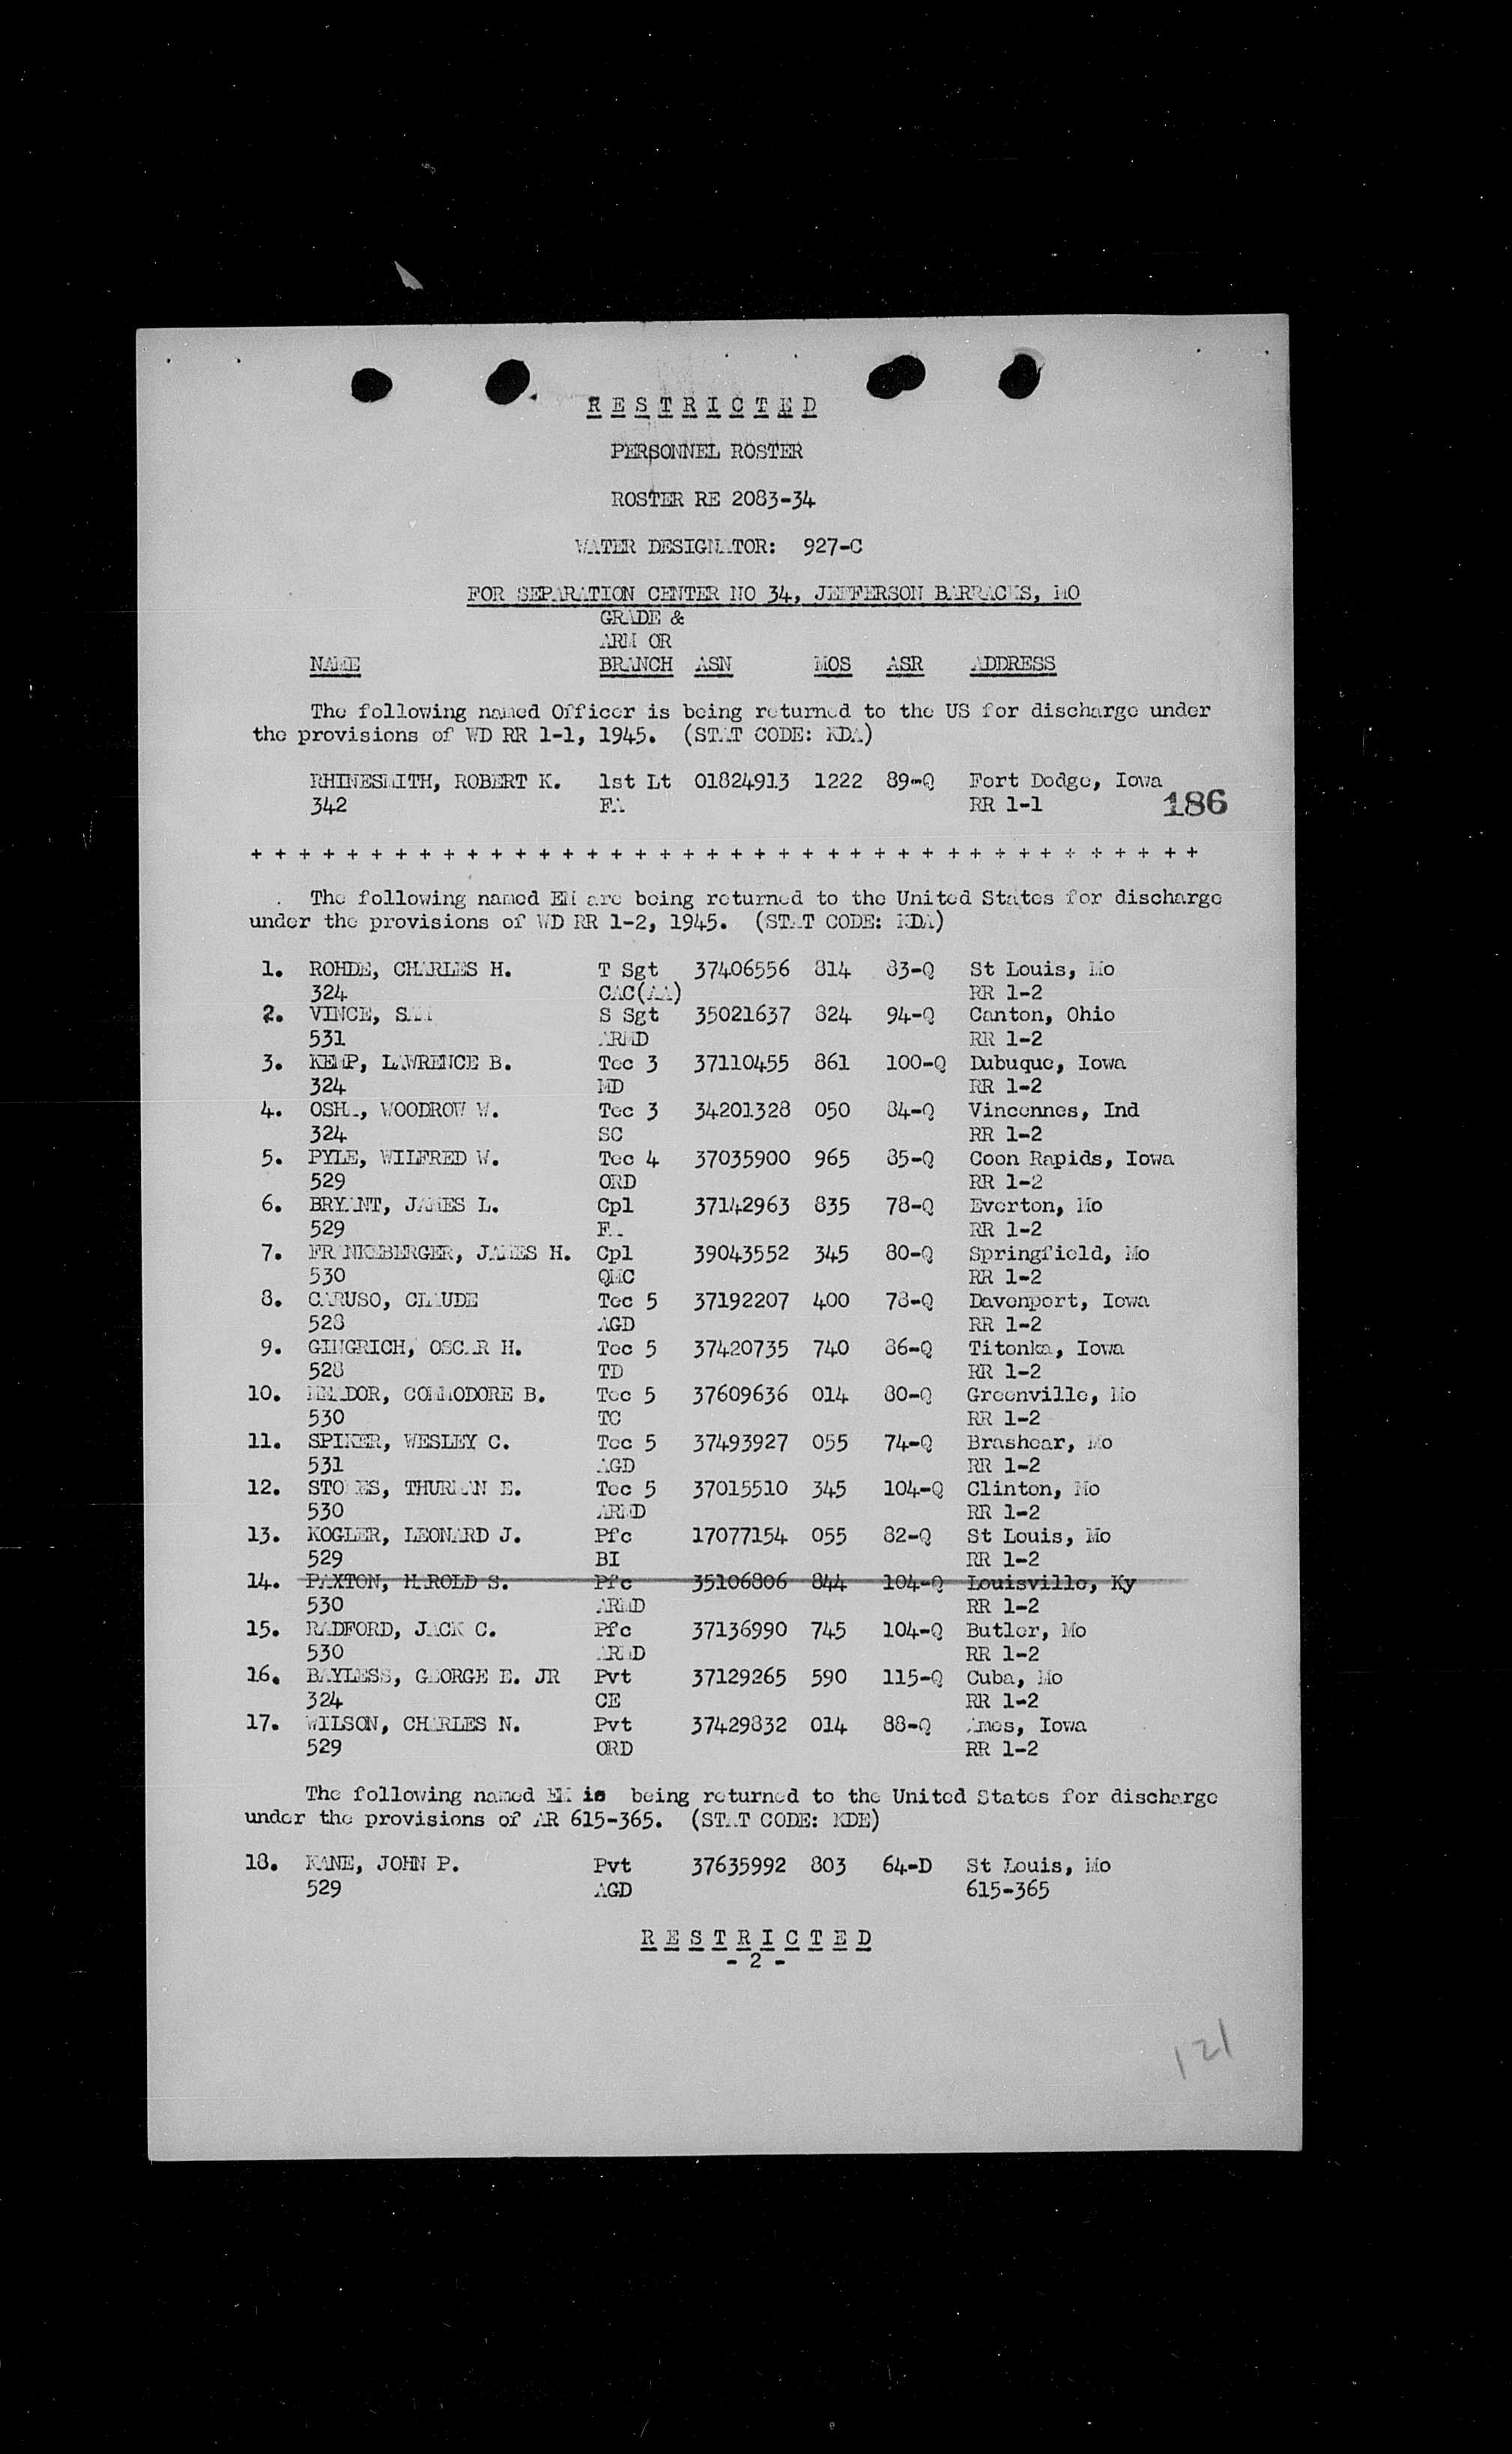 RESTRICTED
PERSONNEL ROSTER
ROSTER RE 2083-34
WATER DESIGNATOR: 927-C
FOR SEPARATION CENTER NO 34, JEFFERSON BARRACKS, MO
GRADE &
ARM OR
NAME BRANCH ASN MOS ASR ADDRESS
The following named Officer is being returned to the US for discharge under
the provisions of WD RR 1-1, 1945. (STAT CODE: KDA)
RHINESMITH, ROBERT K. 1st Lt 01824913 1222 89-Q Fort Dodge, Iowa
342 FA RR 1-1 186
+ + + + + + + + + + + + + + + + + + + + + + + + + + + + + + + + + + + + + + + +
The following named EM are being returned to the United States for discharge
under the provisions of WD RR 1-2, 1945. (STAT CODE: KDA)
1. ROHDE, CHARLES H. T Sgt 37406556 814 83-Q St Louis, Mo
324 CAC(AA) RR 1-2
2. VINCE, SAM S Sgt 35021637 824 94-Q Canton, Ohio
531 ARMD RR 1-2
3. KEMP, LAWRENCE B. Tec 3 37110455 861 100-Q Dubuque, Iowa
324 MD RR 1-2
4. OSHA, WOODROW W. Tec 3 34201328 050 84-Q Vincennes, Ind
324 SC RR 1-2
5. PYLE, WILFRED W. Tec 4 37035900 965 85-Q Coon Rapids, Iowa
529 ORD RR 1-2
6. BRYANT, JAMES L. Cpl 37142963 835 78-Q Everton, Mo
529 FA RR 1-2
7. FRANKEBERGER, JAMES H. Cpl 39043552 345 80-Q Springfield, Mo
530 QMC RR 1-2
8. CARUSO, CLAUDE Tec 5 37192207 400 78-Q Davenport, Iowa
528 AGD RR 1-2
9. GINGRICH, OSCAR H. Tec 5 37420735 740 86-Q Titonka, Iowa
528 TD RR 1-2
10. MEADOR, COMMODORE B. Tec 5 37609636 014 80-Q Greenville, Mo
530 TC RR 1-2
11. SPIKER, WESLEY C. Tec 5 37493927 055 74-Q Brashear, Mo
531 AGD RR 1-2
12. STOKES, THURMAN E. Tec 5 37015510 345 104-Q Clinton, Mo
530 ARMD RR 1-2
13. KOGLER, LEONARD J. Pfc 17077154 055 82-Q St Louis, Mo
529 BI RR 1-2
14. PAXTON, HAROLD S. Pfc 35106806 844 104-Q Louisville, Ky
530 ARMD RR 1-2
15. RADFORD, JACK C. Pfc 37136990 745 104-Q Butler, Mo
530 ARMD RR 1-2
16. BAYLESS, GEORGE E. JR Pvt 37129265 590 115-Q Cuba, Mo
324 CE RR 1-2
17. WILSON, CHARLES N. Pvt 37429832 014 88-Q Ames, Iowa
529 ORD RR 1-2
The following named EM is being returned to the United States for discharge
under the provisions of AR 615-365. (STAT CODE: KDE)
18. KANE, JOHN P. Pvt 37635992 803 64-D St Louis, Mo
529 AGD 615-365
RESTRICTED
- 2 -
121